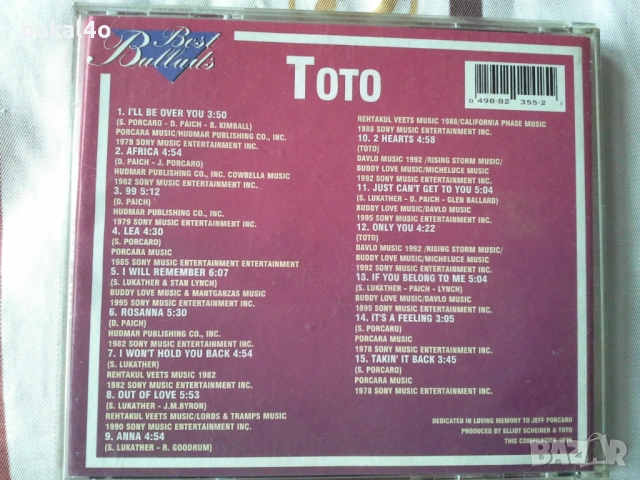 bukal4o
Best
Ballads
TOTO
0 498-82 355-2 1
1. I'LL BE OVER YOU 3:50
(S. PORCARO - D. PAICH - B. KIMBALL)
PORCARA MUSIC/HUDMAR PUBLISHING CO., INC.
1979 SONY MUSIC ENTERTAINMENT INC.
2. AFRICA 4:54
(D. PAICH - J. PORCARO)
HUDMAR PUBLISHING CO., INC. COWBELLA MUSIC
1982 SONY MUSIC ENTERTAINMENT INC.
3. 99 5:12
(D. PAICH)
HUDMAR PUBLISHING CO., INC.
1979 SONY MUSIC ENTERTAINMENT INC.
4. LEA 4:30
(S. PORCARO)
PORCARA MUSIC
1985 SONY MUSIC ENTERTAINMENT ENTERTAINMENT
5. I WILL REMEMBER 6:07
(S. LUKATHER & STAN LYNCH)
BUDDY LOVE MUSIC & MANTGANZAS MUSIC
1995 SONY MUSIC ENTERTAINMENT INC.
6. ROSANNA 5:30
(D. PAICH)
HUDMAR PUBLISHING CO., INC.
1982 SONY MUSIC ENTERTAINMENT INC.
7. I WON'T HOLD YOU BACK 4:54
(S. LUKATHER)
REHTAKUL VEETS MUSIC 1982
1982 SONY MUSIC ENTERTAINMENT INC.
8. OUT OF LOVE 5:53
(S. LUKATHER - J.M.BYRON)
REHTAKUL VEETS MUSIC/LORDS & TRAMPS MUSIC
1990 SONY MUSIC ENTERTAINMENT INC.
9. ANNA 4:54
(S. LUKATHER - R. GOODRUM)
REHTAKUL VEETS MUSIC 1988/CALIFORNIA PHASE MUSIC
1988 SONY MUSIC ENTERTAINMENT INC.
10. 2 HEARTS 4:58
(TOTO)
DAVLO MUSIC 1992 /RISING STORM MUSIC/
BUDDY LOVE MUSIC/MICHELUCE MUSIC
1992 SONY MUSIC ENTERTAINMENT INC.
11. JUST CAN'T GET TO YOU 5:04
(S. LUKATHER - D. PAICH - GLEN BALLARD)
BUDDY LOVE MUSIC/DAVLO MUSIC
1995 SONY MUSIC ENTERTAINMENT INC.
12. ONLY YOU 4:22
(TOTO)
DAVLO MUSIC 1992 /RISING STORM MUSIC/
BUDDY LOVE MUSIC/MICHELUCE MUSIC
1992 SONY MUSIC ENTERTAINMENT INC.
13. IF YOU BELONG TO ME 5:04
(S. LUKATHER - PAICH - LYNCH)
BUDDY LOVE MUSIC/DAVLO MUSIC
1995 SONY MUSIC ENTERTAINMENT INC.
14. IT'S A FEELING 3:05
(S. PORCARO)
PORCARA MUSIC
1978 SONY MUSIC ENTERTAINMENT INC.
15. TAKIN' IT BACK 3:45
(S. PORCARO)
PORCARA MUSIC
1978 SONY MUSIC ENTERTAINMENT INC.
DEDICATED IN LOVING MEMORY TO JEFF PORCARO
PRODUCED BY ELLIOT SCHEINER & TOTO
THIS COMPILATION
BAZAR